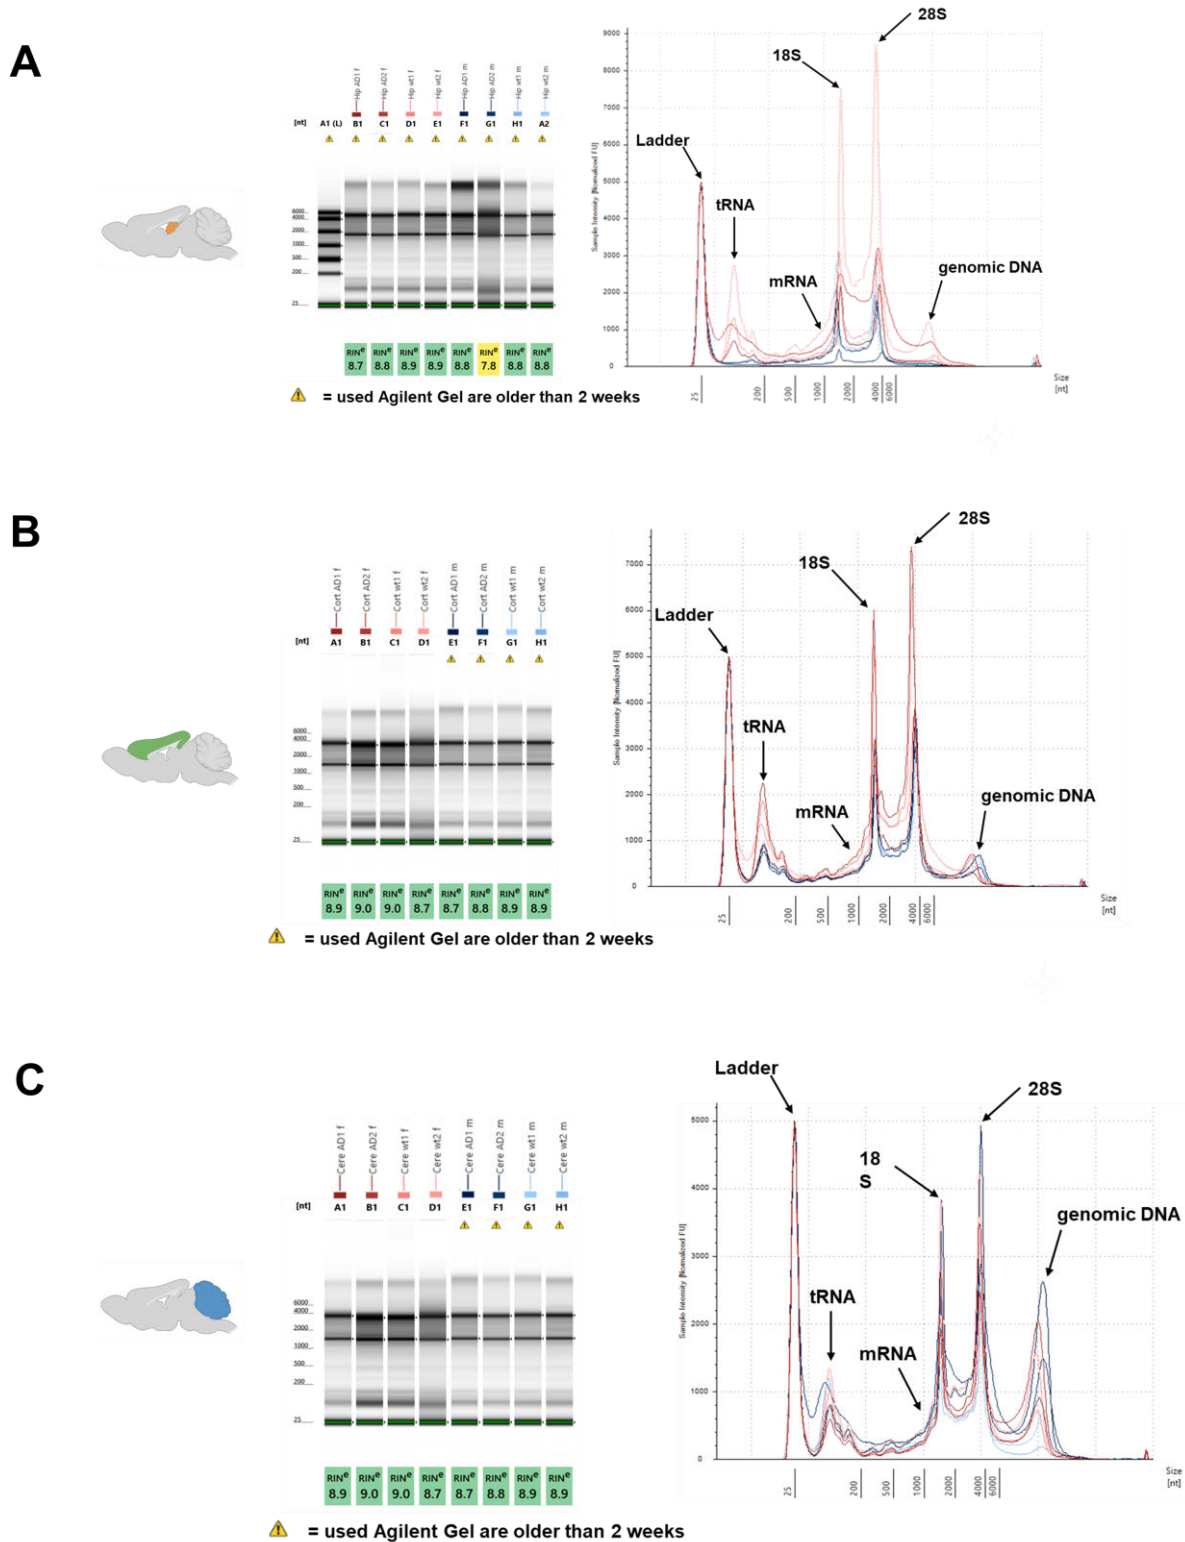 A
Hip AD1 f
Hip AD2 f
Hip wt1 f
Hip wt2 f
Hip AD1 m
Hip AD2 m
Hip wt1 m
Hip wt2 m
[nt] A1 (L) B1 C1 D1 E1 F1 G1 H1 A2
6000
4000
2000
1000
500
200
25
RINe RINe RINe RINe RINe RINe RINe RINe
8.7 8.8 8.9 8.9 8.8 7.8 8.8 8.8
= used Agilent Gel are older than 2 weeks
28S
18S
Ladder
tRNA
mRNA
genomic DNA
Sample Intensity [Normalized FU]
9000
8000
7000
6000
5000
4000
3000
2000
1000
0
25 200 500 1000 2000 4000 6000
Size
[nt]
B
Cort AD1 f
Cort AD2 f
Cort wt1 f
Cort wt2 f
Cort AD1 m
Cort AD2 m
Cort wt1 m
Cort wt2 m
[nt] A1 B1 C1 D1 E1 F1 G1 H1
6000
4000
2000
1000
500
200
25
RINe RINe RINe RINe RINe RINe RINe RINe
8.9 9.0 9.0 8.7 8.7 8.8 8.9 8.9
= used Agilent Gel are older than 2 weeks
28S
18S
Ladder
tRNA
mRNA
genomic DNA
Sample Intensity [Normalized FU]
7000
6000
5000
4000
3000
2000
1000
0
25 200 500 1000 2000 4000 6000
Size
[nt]
C
Cere AD1 f
Cere AD2 f
Cere wt1 f
Cere wt2 f
Cere AD1 m
Cere AD2 m
Cere wt1 m
Cere wt2 m
[nt] A1 B1 C1 D1 E1 F1 G1 H1
6000
4000
2000
1000
500
200
25
RINe RINe RINe RINe RINe RINe RINe RINe
8.9 9.0 9.0 8.7 8.7 8.8 8.9 8.9
= used Agilent Gel are older than 2 weeks
Ladder
28S
18
S
genomic DNA
tRNA
mRNA
Sample Intensity [Normalized FU]
5000
4000
3000
2000
1000
0
25 200 500 1000 2000 4000 6000
Size
[nt]